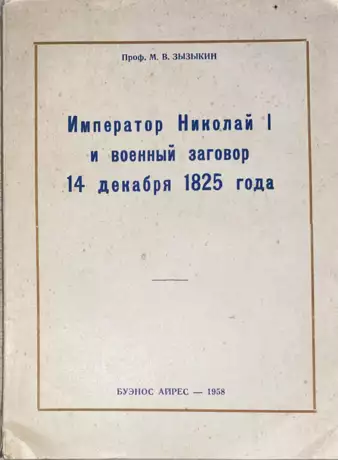 Проф. М. В. ЗЫЗЫКИН
Император Николай I
и военный заговор
14 декабря 1825 года
БУЭНОС АЙРЕС — 1958